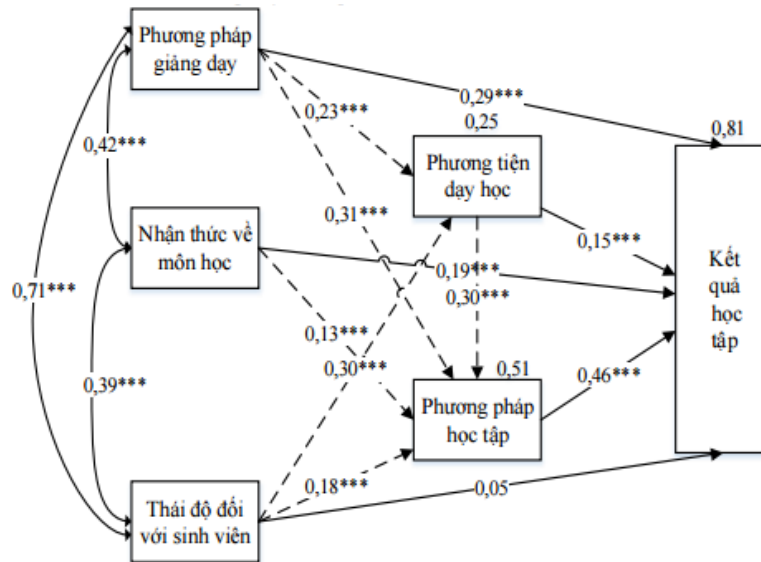 Phương pháp
giảng dạy
0,29***
0,81
0,23***
0,25
0,42***
Phương tiện
dạy học
0,31***
Nhận thức về
môn học
0,15***
0,19***
Kết
quả
học
tập
0,71***
0,30***
0,13***
0,30***
0,39***
0,51
0,46***
Phương pháp
học tập
0,18***
Thái độ đối
với sinh viên
0,05